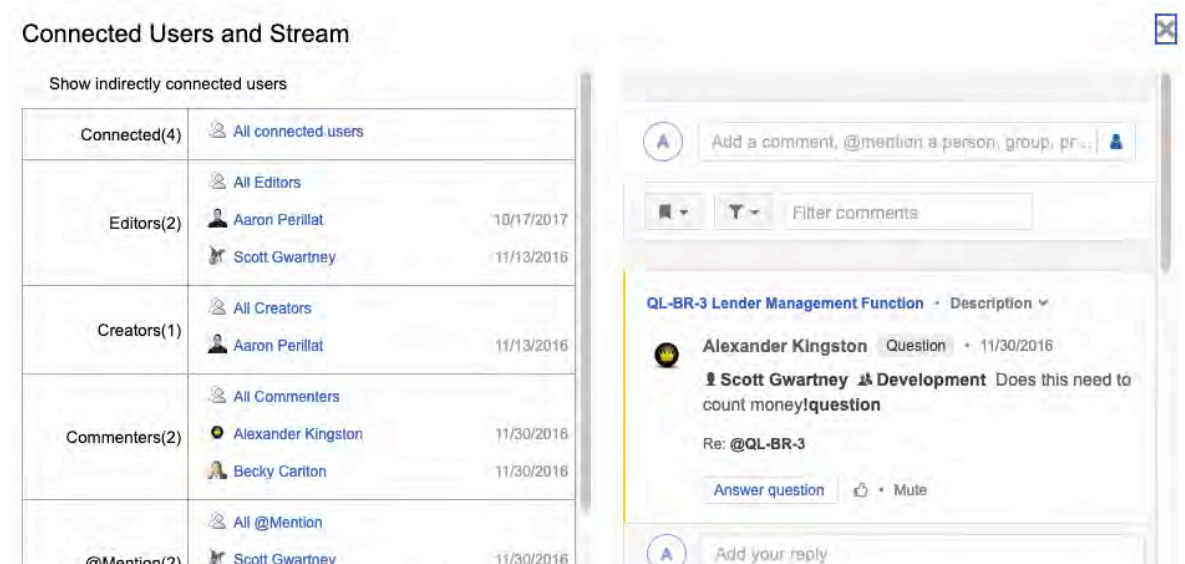 Connected Users and Stream
Show indirectly connected users
Connected(4)
All connected users
Editors(2)
All Editors
Aaron Perillat 10/17/2017
Scott Gwartney 11/13/2016
Creators(1)
All Creators
Aaron Perillat 11/13/2016
Commenters(2)
All Commenters
Alexander Kingston 11/30/2016
Becky Carlton 11/30/2016
@Mention(2)
All @Mention
Scott Gwartney 11/30/2016
A
Add a comment, @mention a person, group, pr...
Filter comments
QL-BR-3 Lender Management Function • Description
Alexander Kingston Question • 11/30/2016
Scott Gwartney Development Does this need to
count money!question
Re: @QL-BR-3
Answer question • Mute
A
Add your reply